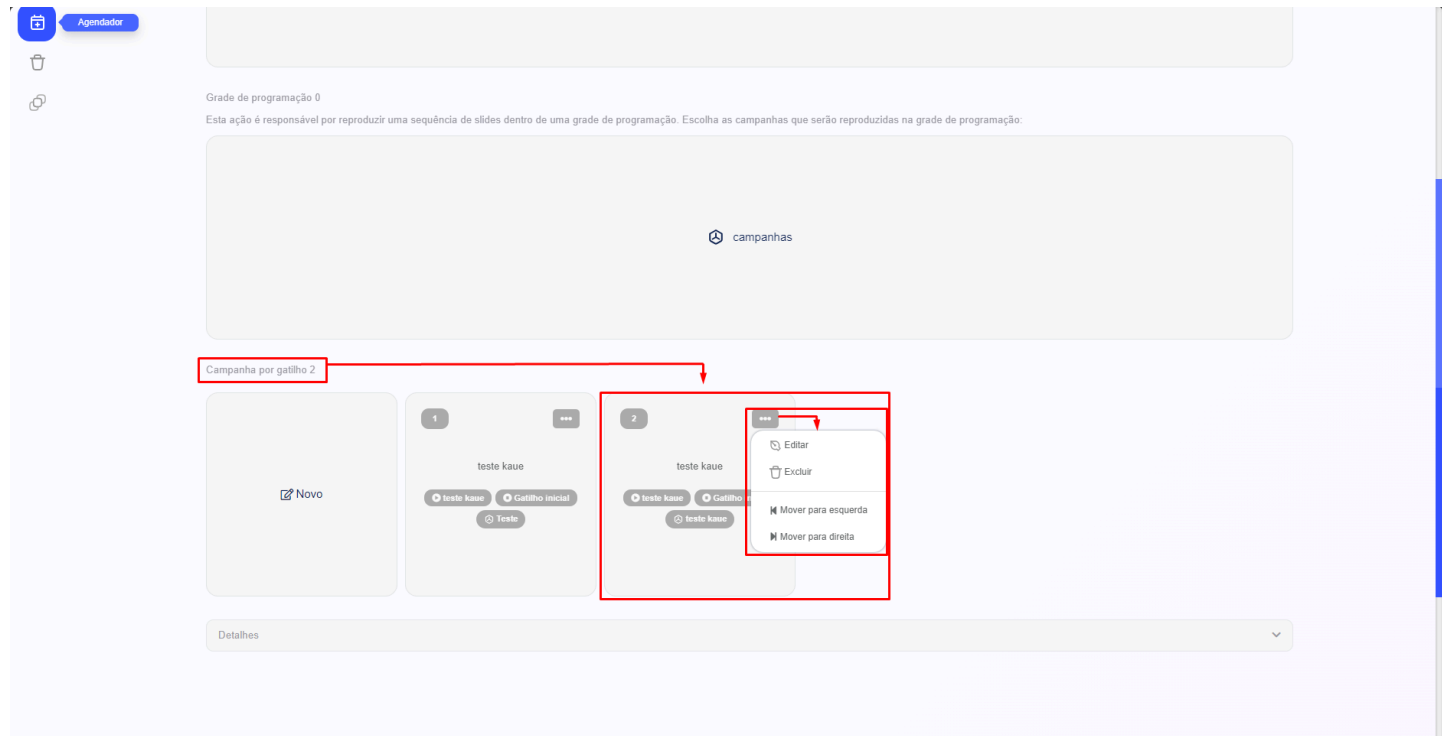 Agendador
Grade de programação 0
Esta ação é responsável por reproduzir uma sequência de slides dentro de uma grade de programação. Escolha as campanhas que serão reproduzidas na grade de programação:
campanhas
Campanha por gatilho 2
Novo
1
teste kaue
teste kaue Gatilho inicial
Teste
2
teste kaue
teste kaue Gatilho
teste kaue
Editar
Excluir
Mover para esquerda
Mover para direita
Detalhes